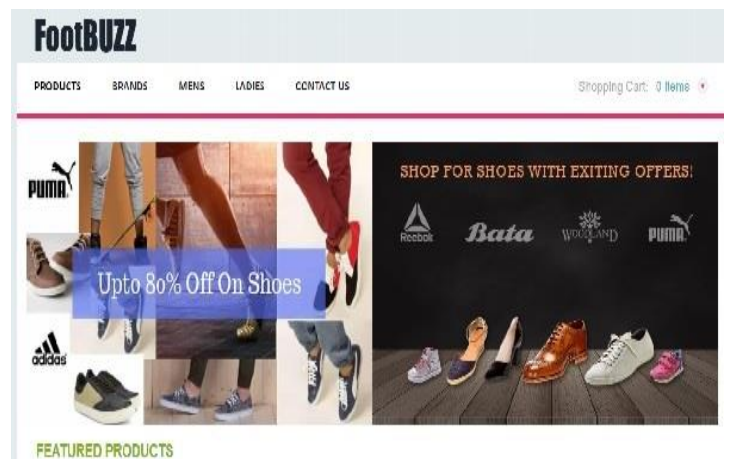 FootBUZZ
PRODUCTS BRANDS MENS LADIES CONTACT US
Shopping Cart: 0 Items
PUMA
Upto 80% Off On Shoes
adidas
SHOP FOR SHOES WITH EXITING OFFERS!
Reebok Bata WOODLAND PUMA
FEATURED PRODUCTS